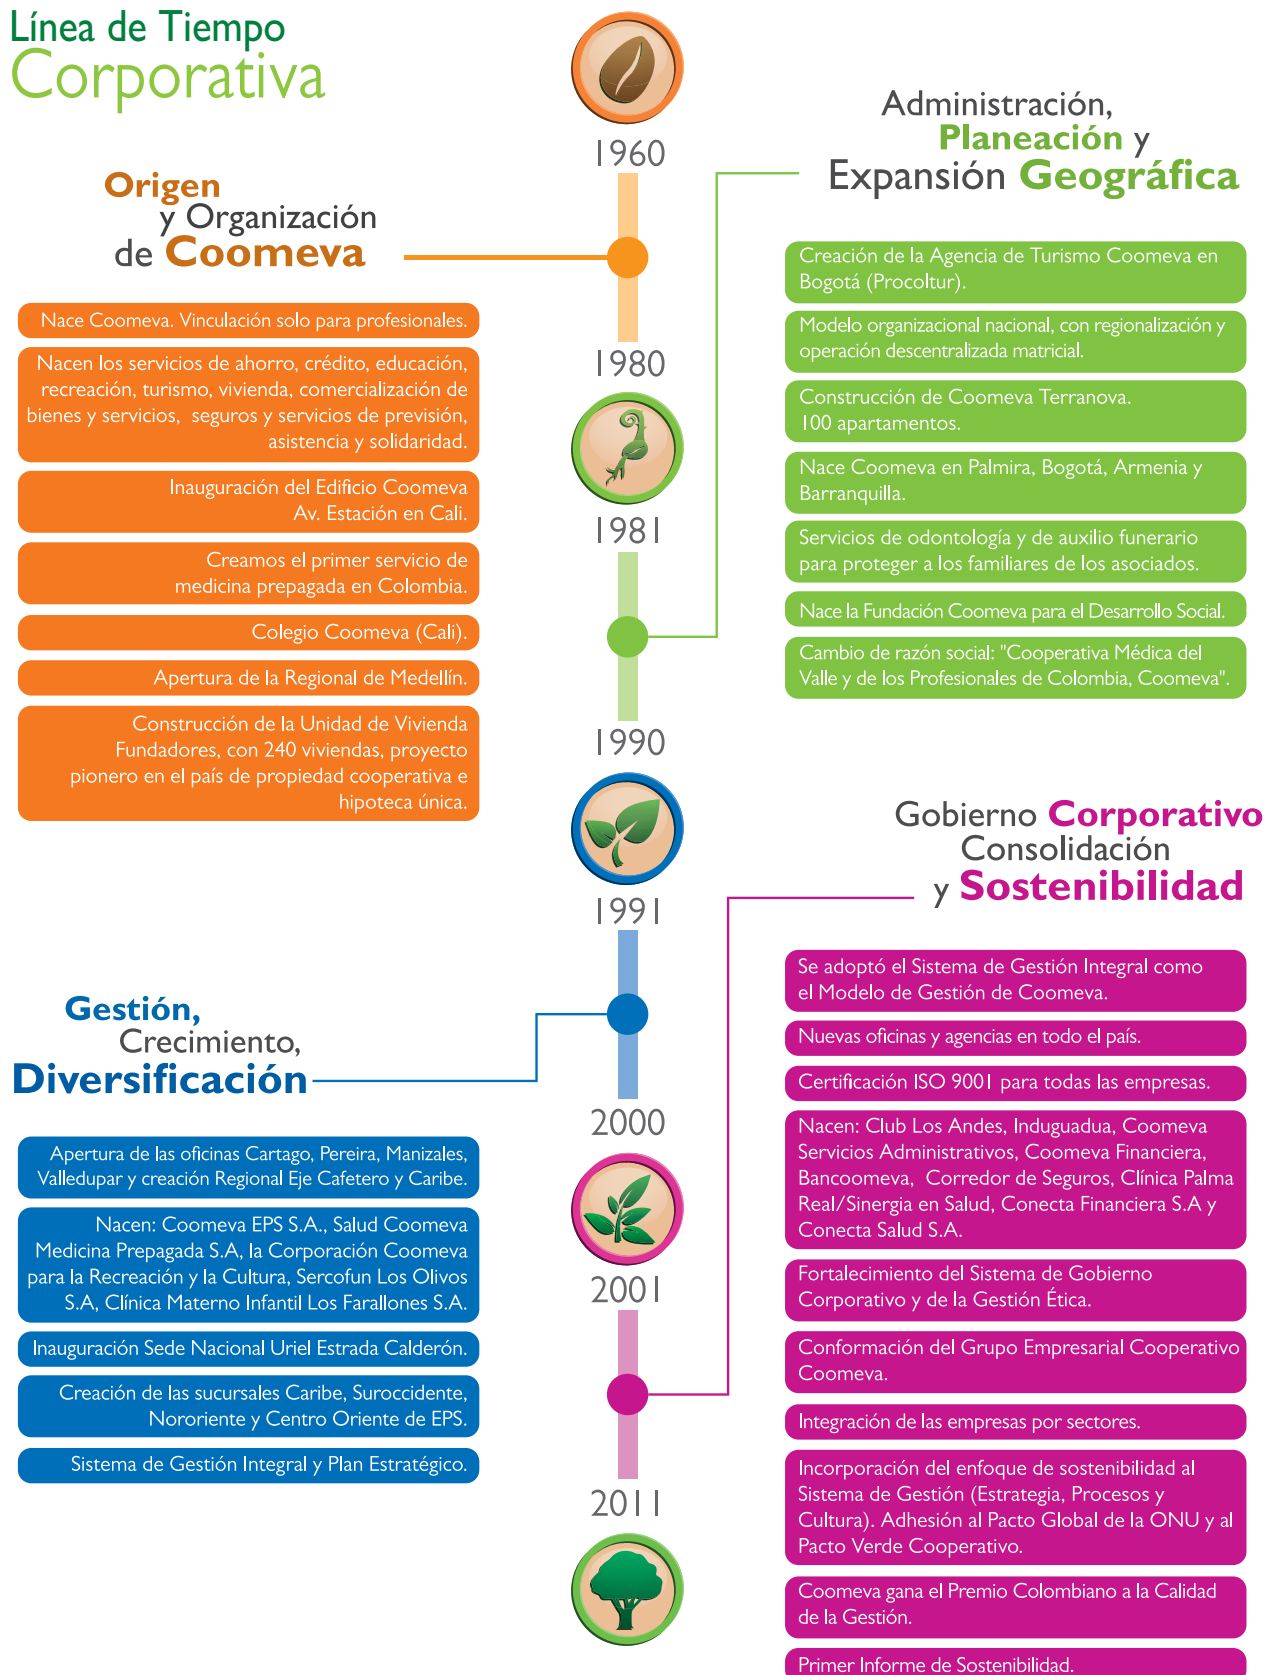 Línea de Tiempo
Corporativa
1960
Origen
y Organización
de Coomeva
Nace Coomeva. Vinculación solo para profesionales.
Nacen los servicios de ahorro, crédito, educación,
recreación, turismo, vivienda, comercialización de
bienes y servicios, seguros y servicios de previsión,
asistencia y solidaridad.
Inauguración del Edificio Coomeva
Av. Estación en Cali.
Creamos el primer servicio de
medicina prepagada en Colombia.
Colegio Coomeva (Cali).
Apertura de la Regional de Medellín.
Construcción de la Unidad de Vivienda
Fundadores, con 240 viviendas, proyecto
pionero en el país de propiedad cooperativa e
hipoteca única.
1980
1981
Administración,
Planeación y
Expansión Geográfica
Creación de la Agencia de Turismo Coomeva en
Bogotá (Procoltur).
Modelo organizacional nacional, con regionalización y
operación descentralizada matricial.
Construcción de Coomeva Terranova.
100 apartamentos.
Nace Coomeva en Palmira, Bogotá, Armenia y
Barranquilla.
Servicios de odontología y de auxilio funerario
para proteger a los familiares de los asociados.
Nace la Fundación Coomeva para el Desarrollo Social.
Cambio de razón social: "Cooperativa Médica del
Valle y de los Profesionales de Colombia, Coomeva".
1990
1991
Gestión,
Crecimiento,
Diversificación
Apertura de las oficinas Cartago, Pereira, Manizales,
Valledupar y creación Regional Eje Cafetero y Caribe.
Nacen: Coomeva EPS S.A., Salud Coomeva
Medicina Prepagada S.A, la Corporación Coomeva
para la Recreación y la Cultura, Sercofun Los Olivos
S.A, Clínica Materno Infantil Los Farallones S.A.
Inauguración Sede Nacional Uriel Estrada Calderón.
Creación de las sucursales Caribe, Suroccidente,
Nororiente y Centro Oriente de EPS.
Sistema de Gestión Integral y Plan Estratégico.
2000
2001
Gobierno Corporativo
Consolidación
y Sostenibilidad
Se adoptó el Sistema de Gestión Integral como
el Modelo de Gestión de Coomeva.
Nuevas oficinas y agencias en todo el país.
Certificación ISO 9001 para todas las empresas.
Nacen: Club Los Andes, Induguadua, Coomeva
Servicios Administrativos, Coomeva Financiera,
Bancoomeva, Corredor de Seguros, Clínica Palma
Real/Sinergia en Salud, Conecta Financiera S.A y
Conecta Salud S.A.
Fortalecimiento del Sistema de Gobierno
Corporativo y de la Gestión Ética.
Conformación del Grupo Empresarial Cooperativo
Coomeva.
Integración de las empresas por sectores.
Incorporación del enfoque de sostenibilidad al
Sistema de Gestión (Estrategia, Procesos y
Cultura). Adhesión al Pacto Global de la ONU y al
Pacto Verde Cooperativo.
Coomeva gana el Premio Colombiano a la Calidad
de la Gestión.
Primer Informe de Sostenibilidad.
2011